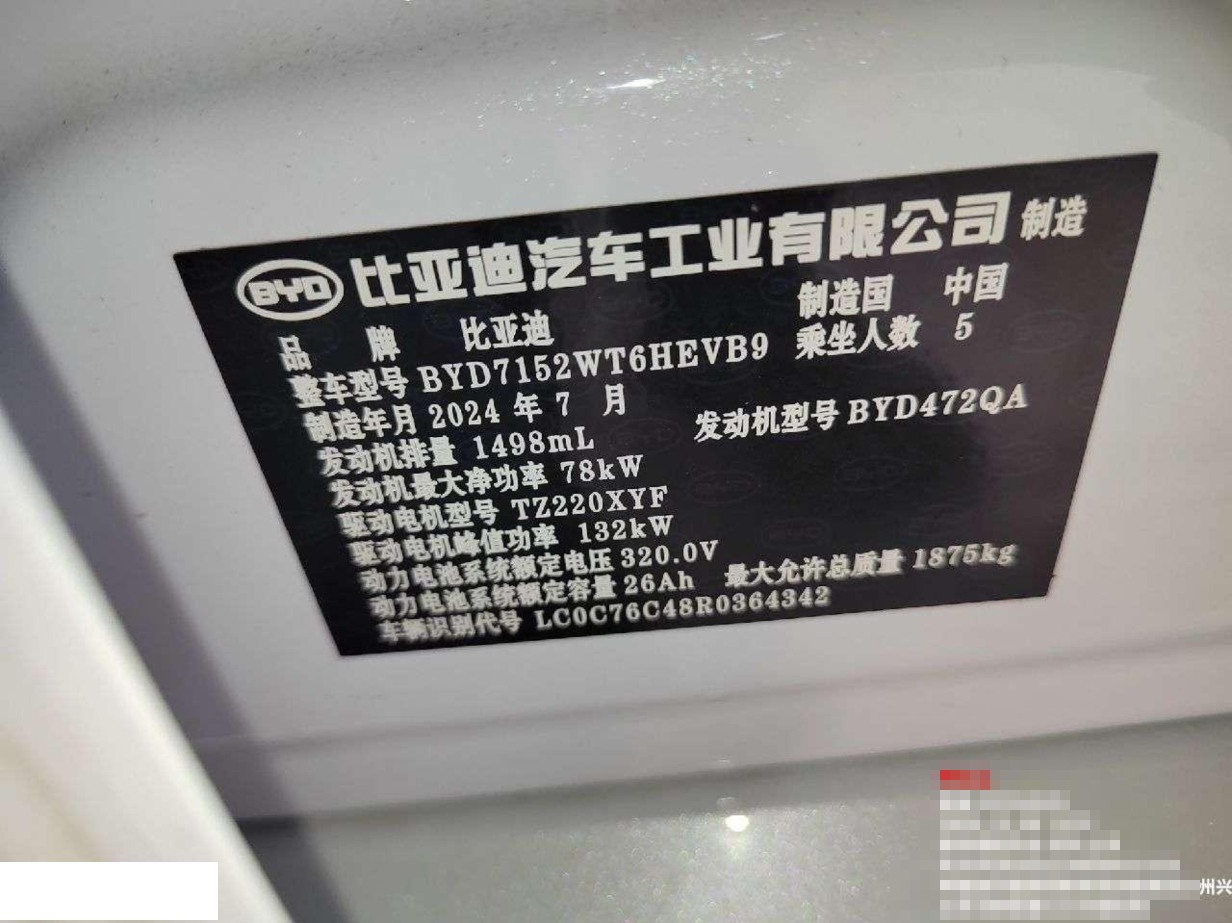 BYD 比亚迪汽车工业有限公司 制造
品 牌 比亚迪 制造国 中国
整车型号 BYD7152WT6HEVB9 乘坐人数 5
制造年月 2024 年 7 月
发动机排量 1498mL 发动机型号 BYD472QA
发动机最大净功率 78kW
驱动电机型号 TZ220XYF
驱动电机峰值功率 132kW
动力电池系统额定电压 320.0V
动力电池系统额定容量 26Ah 最大允许总质量 1875kg
车辆识别代号 LC0C76C48R0364342
州兴